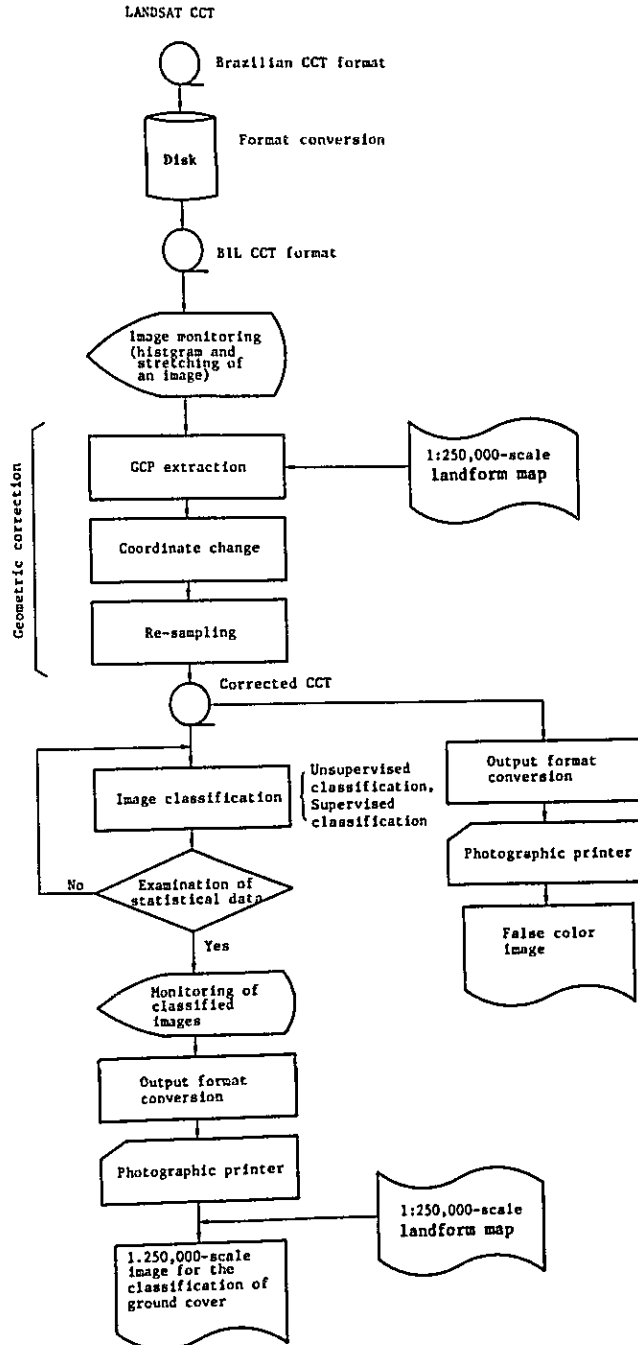 LANDSAT CCT
Brazilian CCT format
Format conversion
Disk
BIL CCT format
Image monitoring
(histgram and
stretching of
an image)
Geometric correction
GCP extraction
1:250,000-scale
landform map
Coordinate change
Re-sampling
Corrected CCT
Output format
conversion
Image classification
Unsupervised
classification,
Supervised
classification
Photographic printer
No
Examination of
statistical data
False color
image
Yes
Monitoring of
classified
images
Output format
conversion
Photographic printer
1:250,000-scale
landform map
1.250,000-scale
image for the
classification of
ground cover